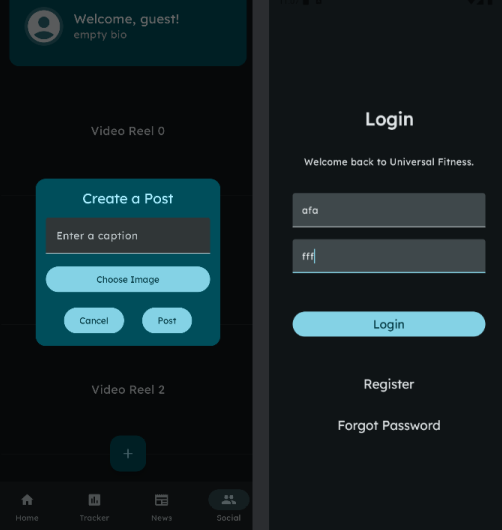 Welcome, guest!
empty bio
Video Reel 0
Create a Post
Enter a caption
Choose Image
Cancel
Post
Video Reel 2
+
Home
Tracker
News
Social
Login
Welcome back to Universal Fitness.
afa
fff
Login
Register
Forgot Password